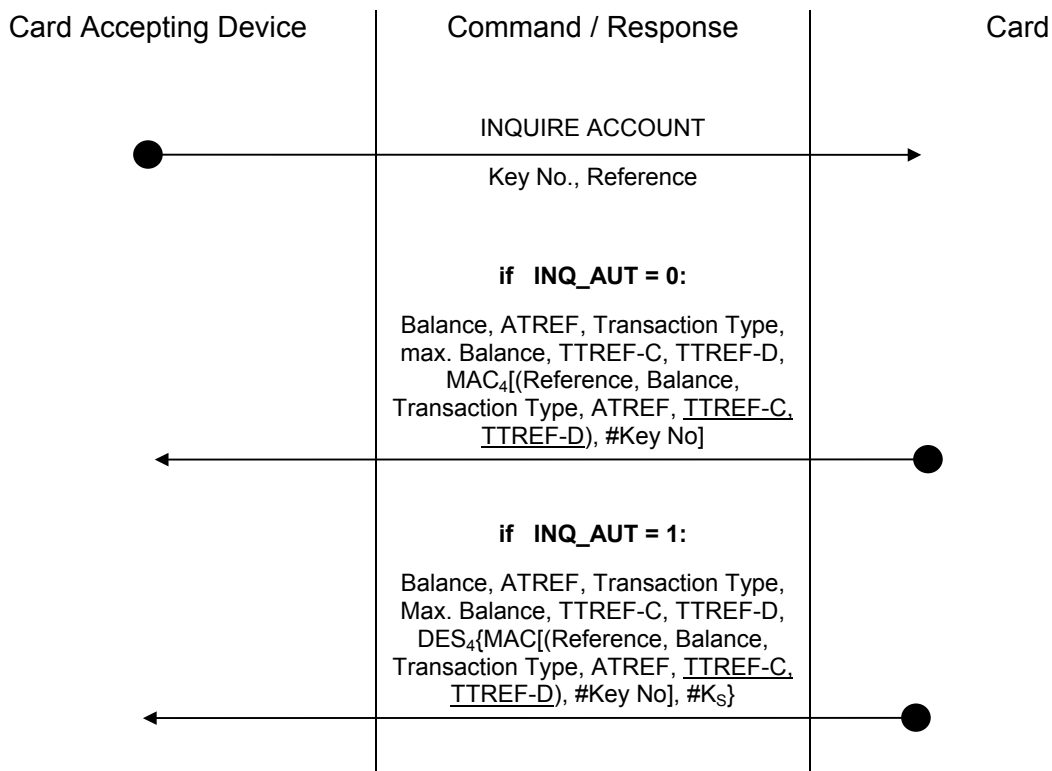 Card Accepting Device
Command / Response
Card
INQUIRE ACCOUNT
Key No., Reference
if INQ_AUT = 0:
Balance, ATREF, Transaction Type,
max. Balance, TTREF-C, TTREF-D,
MAC₄[(Reference, Balance,
Transaction Type, ATREF, TTREF-C,
TTREF-D), #Key No]
if INQ_AUT = 1:
Balance, ATREF, Transaction Type,
Max. Balance, TTREF-C, TTREF-D,
DES₄{MAC[(Reference, Balance,
Transaction Type, ATREF, TTREF-C,
TTREF-D), #Key No], #Kₛ}